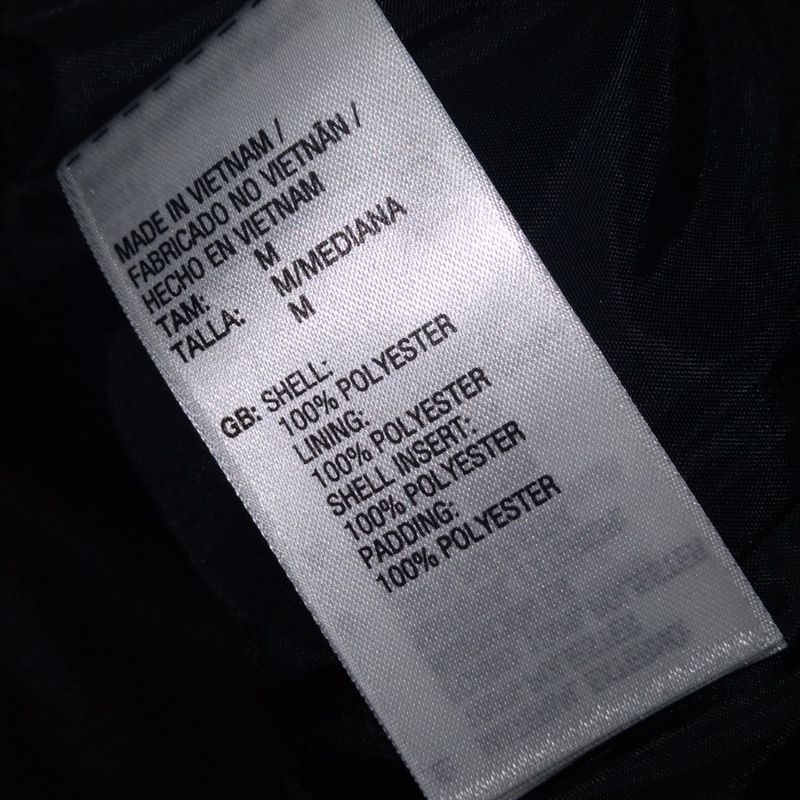 MADE IN VIETNAM /
FABRICADO NO VIETNÃN /
HECHO EN VIETNAM
M
TAM: M/MEDIANA
TALLA: M
GB: SHELL:
100% POLYESTER
LINING:
100% POLYESTER
SHELL INSERT:
100% POLYESTER
PADDING:
100% POLYESTER